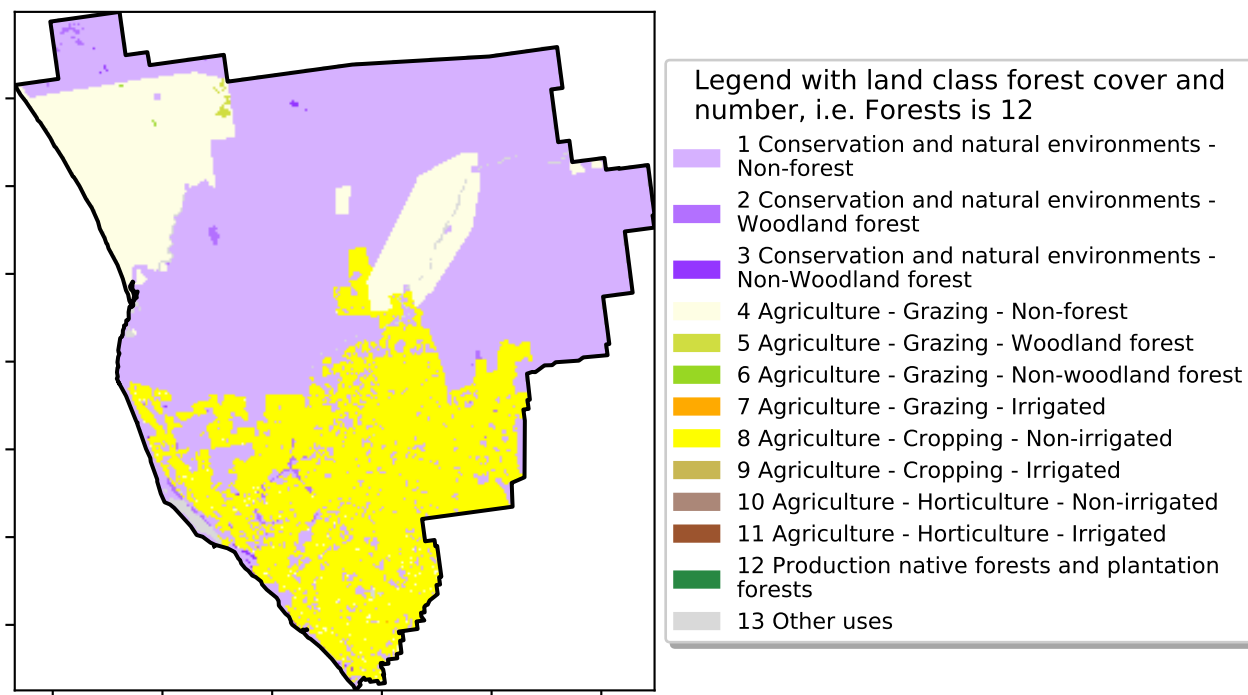 Legend with land class forest cover and
number, i.e. Forests is 12
1 Conservation and natural environments -
Non-forest
2 Conservation and natural environments -
Woodland forest
3 Conservation and natural environments -
Non-Woodland forest
4 Agriculture - Grazing - Non-forest
5 Agriculture - Grazing - Woodland forest
6 Agriculture - Grazing - Non-woodland forest
7 Agriculture - Grazing - Irrigated
8 Agriculture - Cropping - Non-irrigated
9 Agriculture - Cropping - Irrigated
10 Agriculture - Horticulture - Non-irrigated
11 Agriculture - Horticulture - Irrigated
12 Production native forests and plantation
forests
13 Other uses